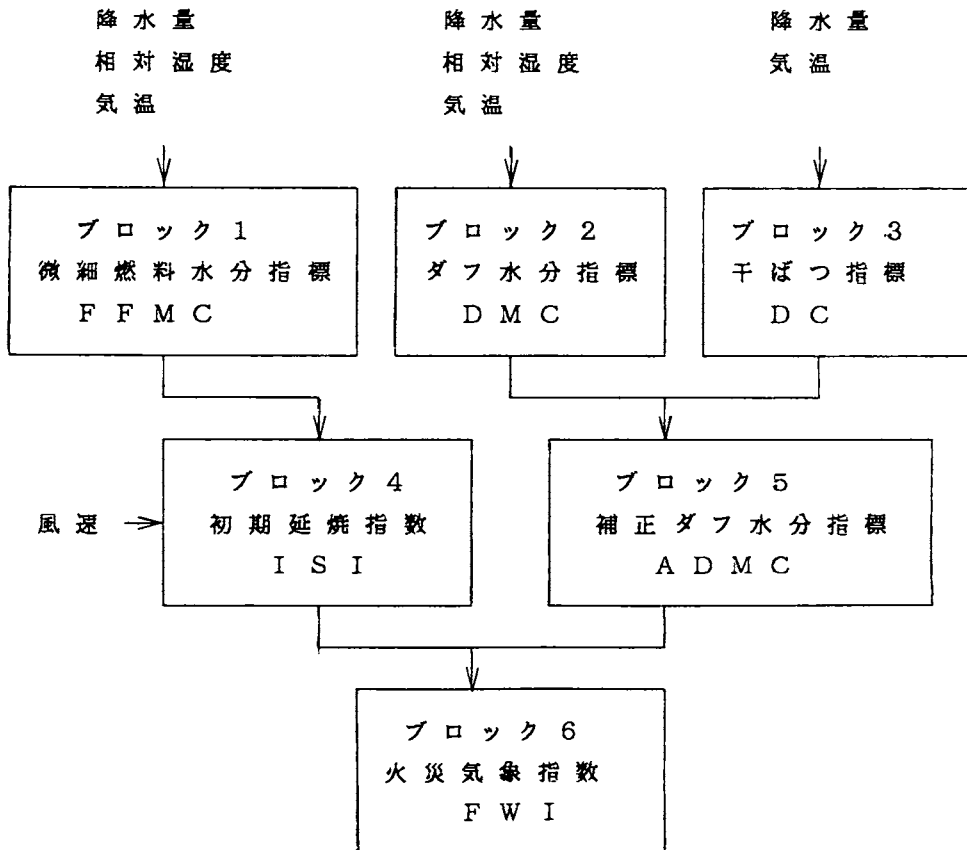 降水量
相対湿度
気温
降水量
相対湿度
気温
降水量
気温
ブロック1
微細燃料水分指標
FFMC
ブロック2
ダフ水分指標
DMC
ブロック3
干ばつ指標
DC
風速
ブロック4
初期延焼指数
ISI
ブロック5
補正ダフ水分指標
ADMC
ブロック6
火災気象指数
FWI